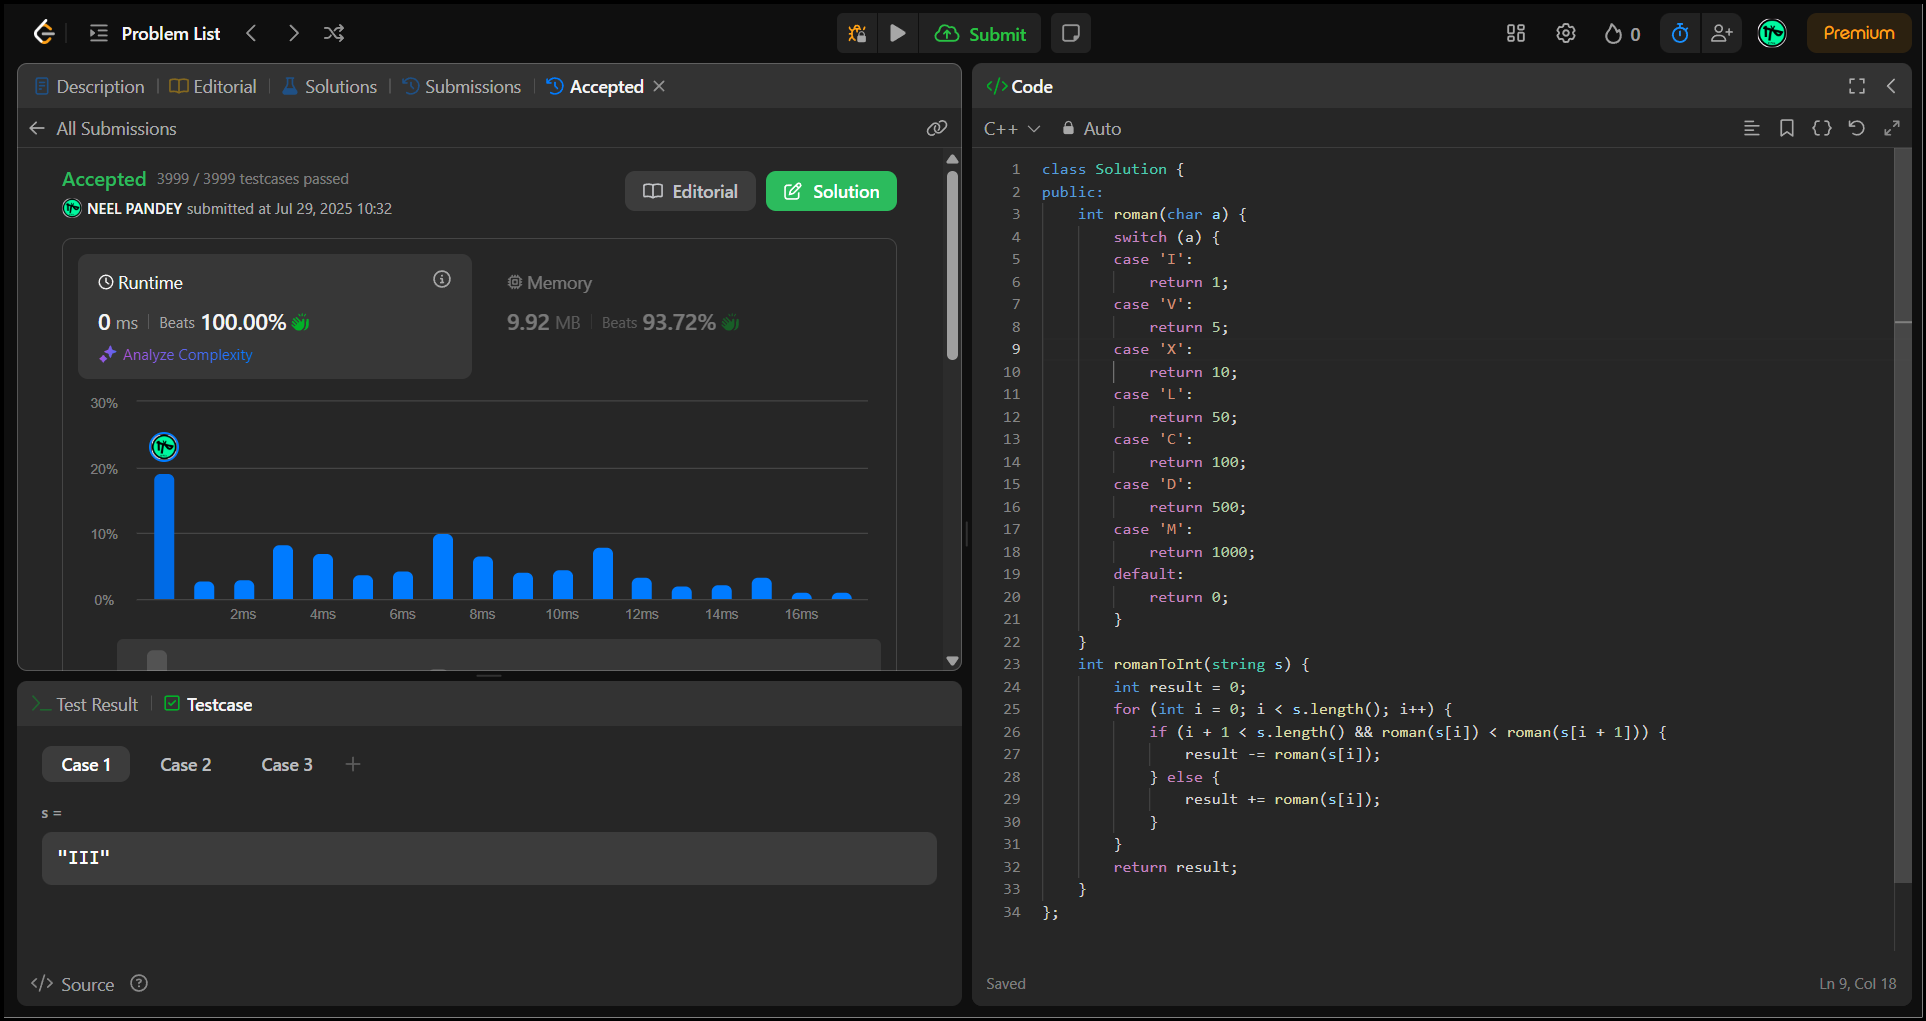 Problem List
Submit
0
Premium
Description
Editorial
Solutions
Submissions
Accepted
All Submissions
Accepted 3999 / 3999 testcases passed
NEEL PANDEY submitted at Jul 29, 2025 10:32
Editorial
Solution
Runtime
0 ms Beats 100.00%
Analyze Complexity
Memory
9.92 MB Beats 93.72%
30%
20%
10%
0%
2ms 4ms 6ms 8ms 10ms 12ms 14ms 16ms
Test Result
Testcase
Case 1 Case 2 Case 3
s =
"III"
Source
Code
C++ Auto
1 class Solution {
2 public:
3     int roman(char a) {
4         switch (a) {
5         case 'I':
6             return 1;
7         case 'V':
8             return 5;
9         case 'X':
10             return 10;
11         case 'L':
12             return 50;
13         case 'C':
14             return 100;
15         case 'D':
16             return 500;
17         case 'M':
18             return 1000;
19         default:
20             return 0;
21         }
22     }
23     int romanToInt(string s) {
24         int result = 0;
25         for (int i = 0; i < s.length(); i++) {
26             if (i + 1 < s.length() && roman(s[i]) < roman(s[i + 1])) {
27                 result -= roman(s[i]);
28             } else {
29                 result += roman(s[i]);
30             }
31         }
32         return result;
33     }
34 };
Saved
Ln 9, Col 18